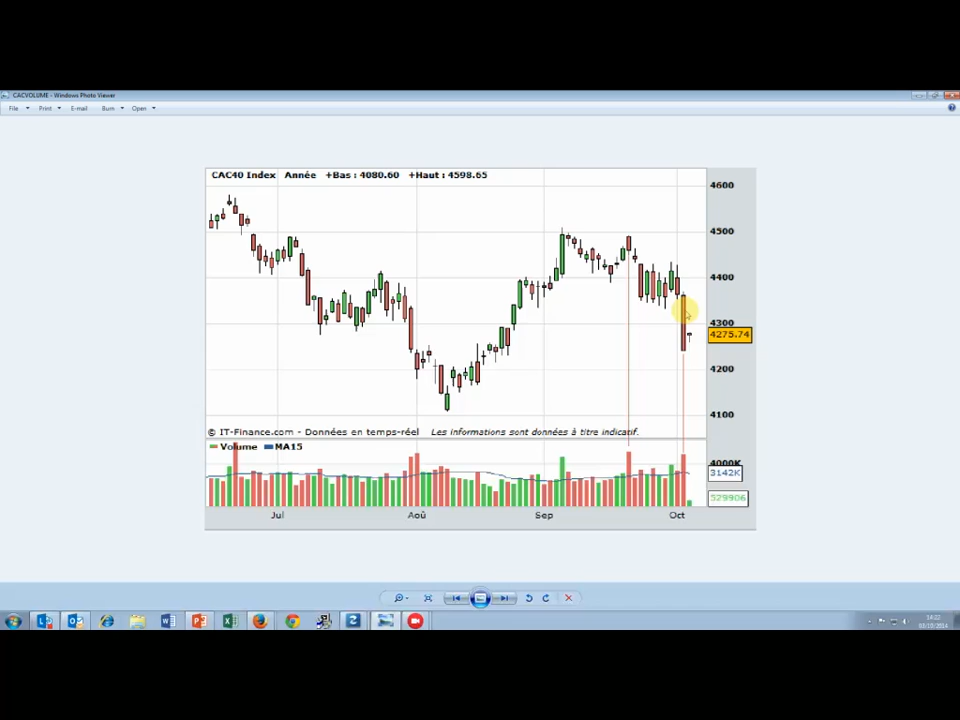 CACVOLUME - Windows Photo Viewer
File Print E-mail Burn Open
CAC40 Index Année +Bas : 4080.60 +Haut : 4598.65
4600
4500
4400
4300
4275.74
4200
4100
© IT-Finance.com - Données en temps-réel Les informations sont données à titre indicatif.
Volume MA15
4000K
3142K
529906
Jul Aoû Sep Oct